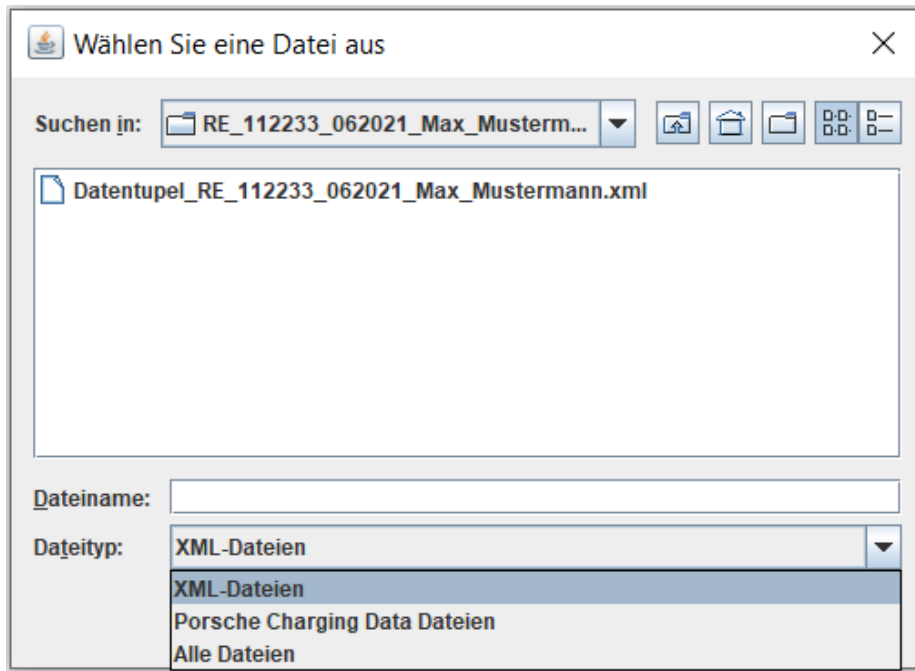 Wählen Sie eine Datei aus
Suchen in: RE_112233_062021_Max_Musterm...
Datentupel_RE_112233_062021_Max_Mustermann.xml
Dateiname:
Dateityp: XML-Dateien
XML-Dateien
Porsche Charging Data Dateien
Alle Dateien